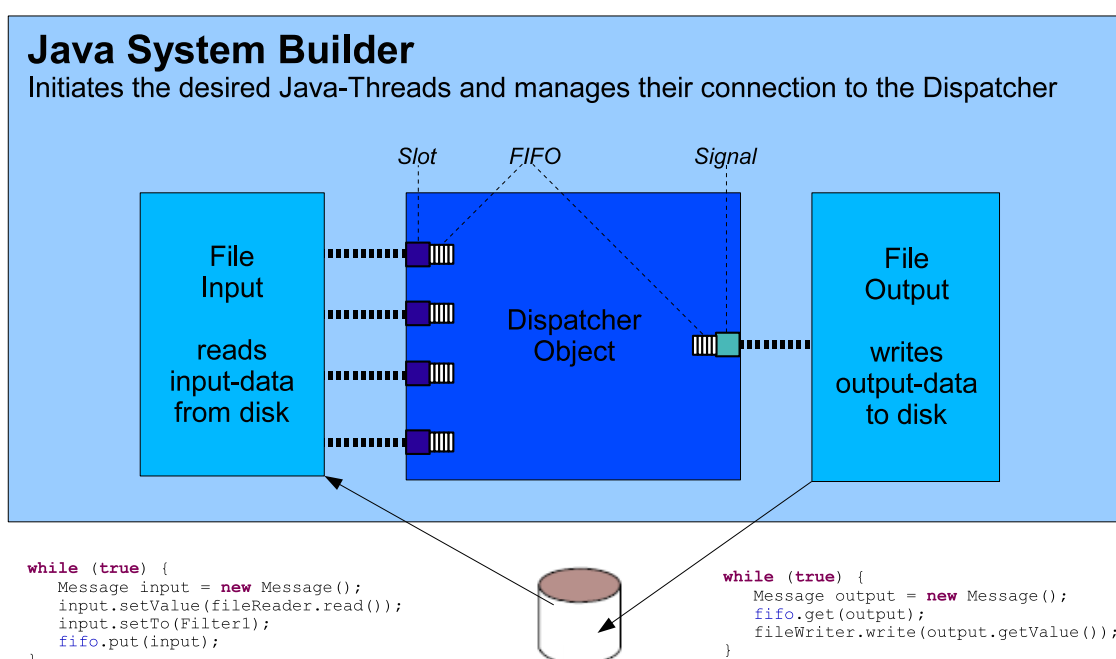 Java System Builder
Initiates the desired Java-Threads and manages their connection to the Dispatcher
Slot
FIFO
Signal
File
Input
reads
input-data
from disk
Dispatcher
Object
File
Output
writes
output-data
to disk
while (true) {
Message input = new Message();
input.setValue(fileReader.read());
input.setTo(Filter1);
fifo.put(input);
}
while (true) {
Message output = new Message();
fifo.get(output);
fileWriter.write(output.getValue());
}